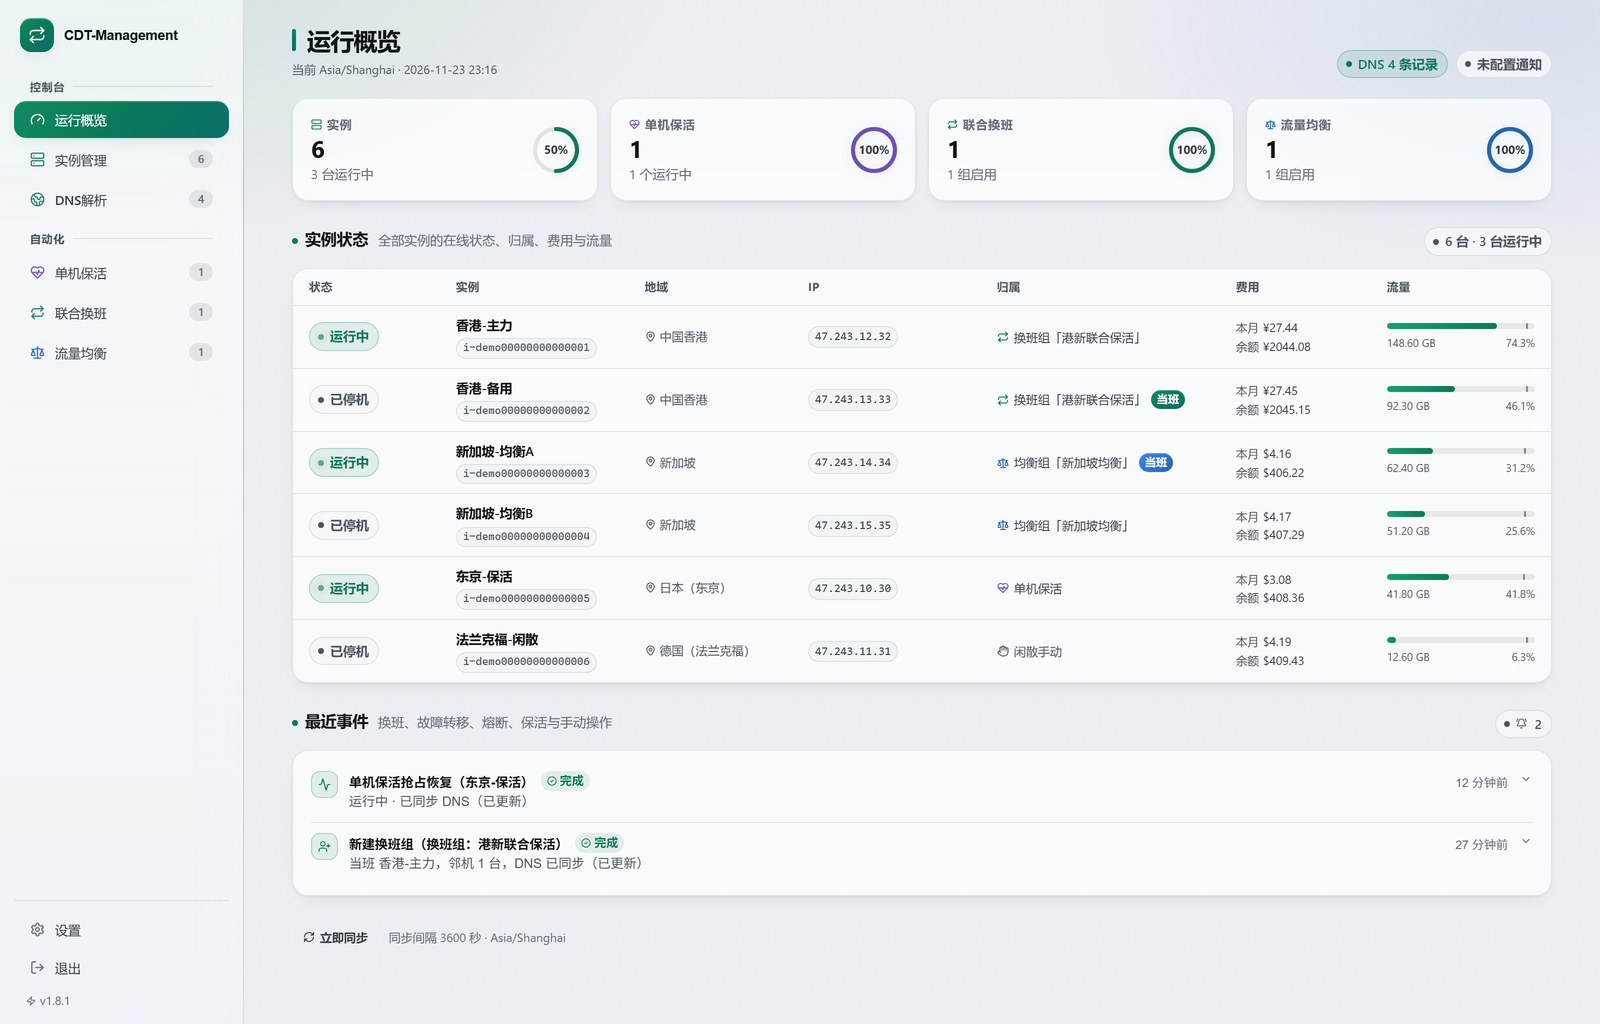 CDT-Management
控制台
运行概览
实例管理 6
DNS解析 4
自动化
单机保活 1
联合换班 1
流量均衡 1
设置
退出
v1.8.1
运行概览
当前 Asia/Shanghai · 2026-11-23 23:16
DNS 4 条记录 未配置通知
实例
6
3 台运行中
50%
单机保活
1
1 个运行中
100%
联合换班
1
1 组启用
100%
流量均衡
1
1 组启用
100%
实例状态 全部实例的在线状态、归属、费用与流量 6 台 · 3 台运行中
状态 实例 地域 IP 归属 费用 流量
运行中 香港-主力 中国香港 47.243.12.32 换班组「港新联合保活」 本月 ¥27.44
i-demo00000000000001 余额 ¥2044.08 148.60 GB 74.3%
已停机 香港-备用 中国香港 47.243.13.33 换班组「港新联合保活」 当班 本月 ¥27.45
i-demo00000000000002 余额 ¥2045.15 92.30 GB 46.1%
运行中 新加坡-均衡A 新加坡 47.243.14.34 均衡组「新加坡均衡」 当班 本月 $4.16
i-demo00000000000003 余额 $406.22 62.40 GB 31.2%
已停机 新加坡-均衡B 新加坡 47.243.15.35 均衡组「新加坡均衡」 本月 $4.17
i-demo00000000000004 余额 $407.29 51.20 GB 25.6%
运行中 东京-保活 日本（东京） 47.243.10.30 单机保活 本月 $3.08
i-demo00000000000005 余额 $408.36 41.80 GB 41.8%
已停机 法兰克福-闲散 德国（法兰克福） 47.243.11.31 闲散手动 本月 $4.19
i-demo00000000000006 余额 $409.43 12.60 GB 6.3%
最近事件 换班、故障转移、熔断、保活与手动操作 2
单机保活抢占恢复（东京-保活） 完成 12 分钟前
运行中 · 已同步 DNS（已更新）
新建换班组（换班组：港新联合保活） 完成 27 分钟前
当班 香港-主力，邻机 1 台，DNS 已同步（已更新）
立即同步 同步间隔 3600 秒 · Asia/Shanghai